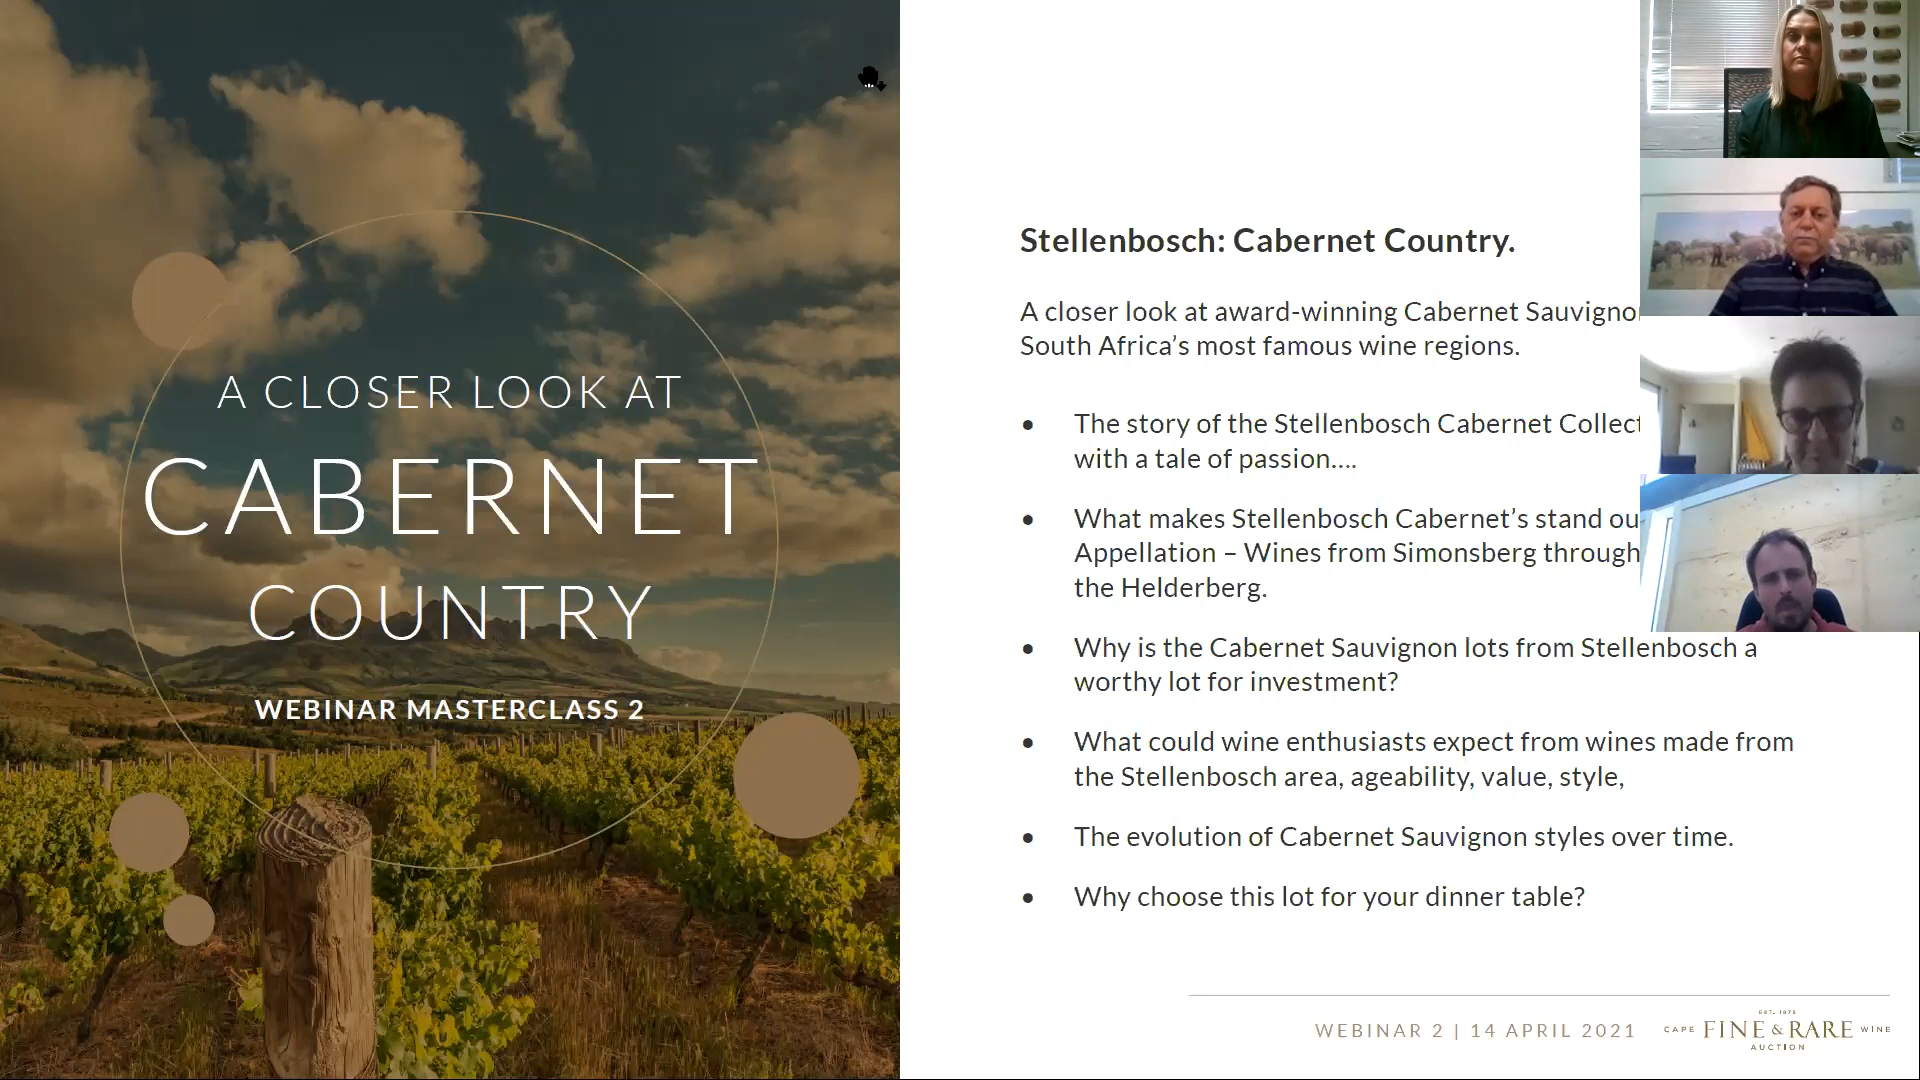 A CLOSER LOOK AT
CABERNET
COUNTRY
WEBINAR MASTERCLASS 2
Stellenbosch: Cabernet Country.
A closer look at award-winning Cabernet Sauvigno
South Africa’s most famous wine regions.
• The story of the Stellenbosch Cabernet Collect
with a tale of passion....
• What makes Stellenbosch Cabernet’s stand ou
Appellation – Wines from Simonsberg through
the Helderberg.
• Why is the Cabernet Sauvignon lots from Stellenbosch a
worthy lot for investment?
• What could wine enthusiasts expect from wines made from
the Stellenbosch area, ageability, value, style,
• The evolution of Cabernet Sauvignon styles over time.
• Why choose this lot for your dinner table?
WEBINAR 2 | 14 APRIL 2021
EST. 1975
CAPE FINE & RARE WINE
AUCTION